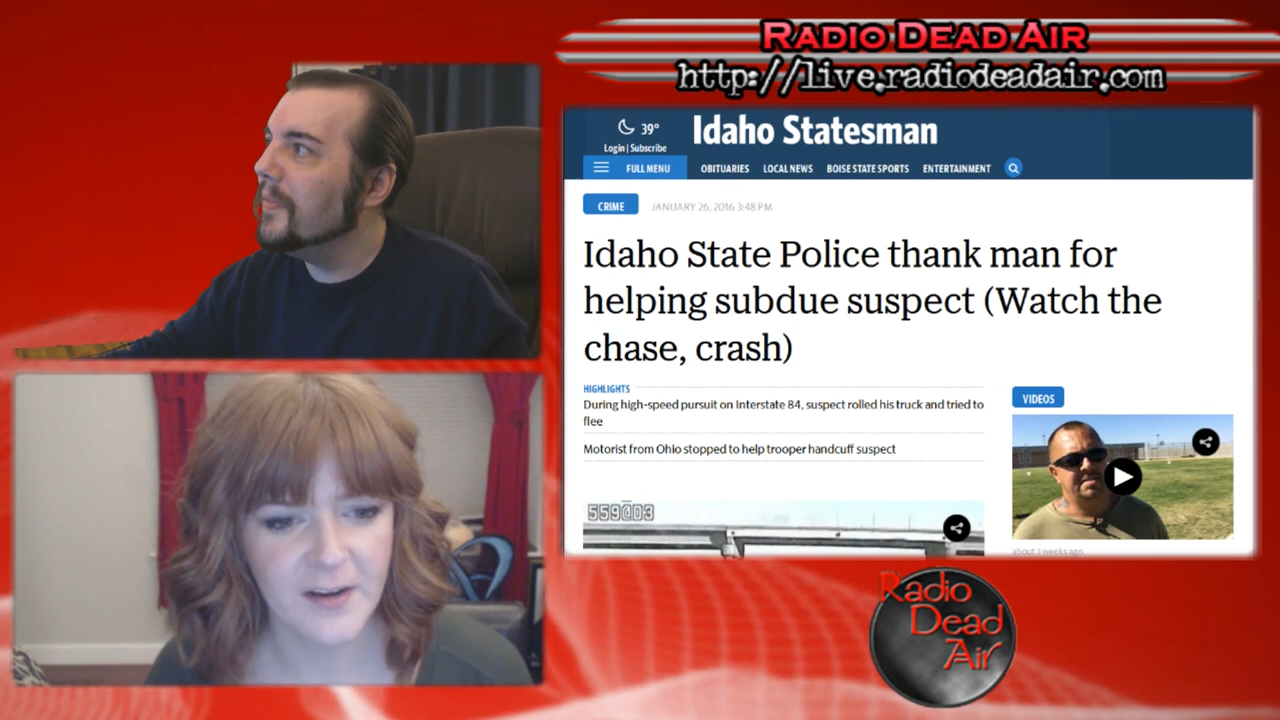 RADIO DEAD AIR
http://live.radiodeadair.com
39°
Idaho Statesman
Login | Subscribe
FULL MENU
OBITUARIES
LOCAL NEWS
BOISE STATE SPORTS
ENTERTAINMENT
CRIME
JANUARY 26, 2016 3:48 PM
Idaho State Police thank man for
helping subdue suspect (Watch the
chase, crash)
HIGHLIGHTS
During high-speed pursuit on Interstate 84, suspect rolled his truck and tried to
flee
Motorist from Ohio stopped to help trooper handcuff suspect
VIDEOS
559@D3
about 3 weeks ago
Radio
Dead
Air